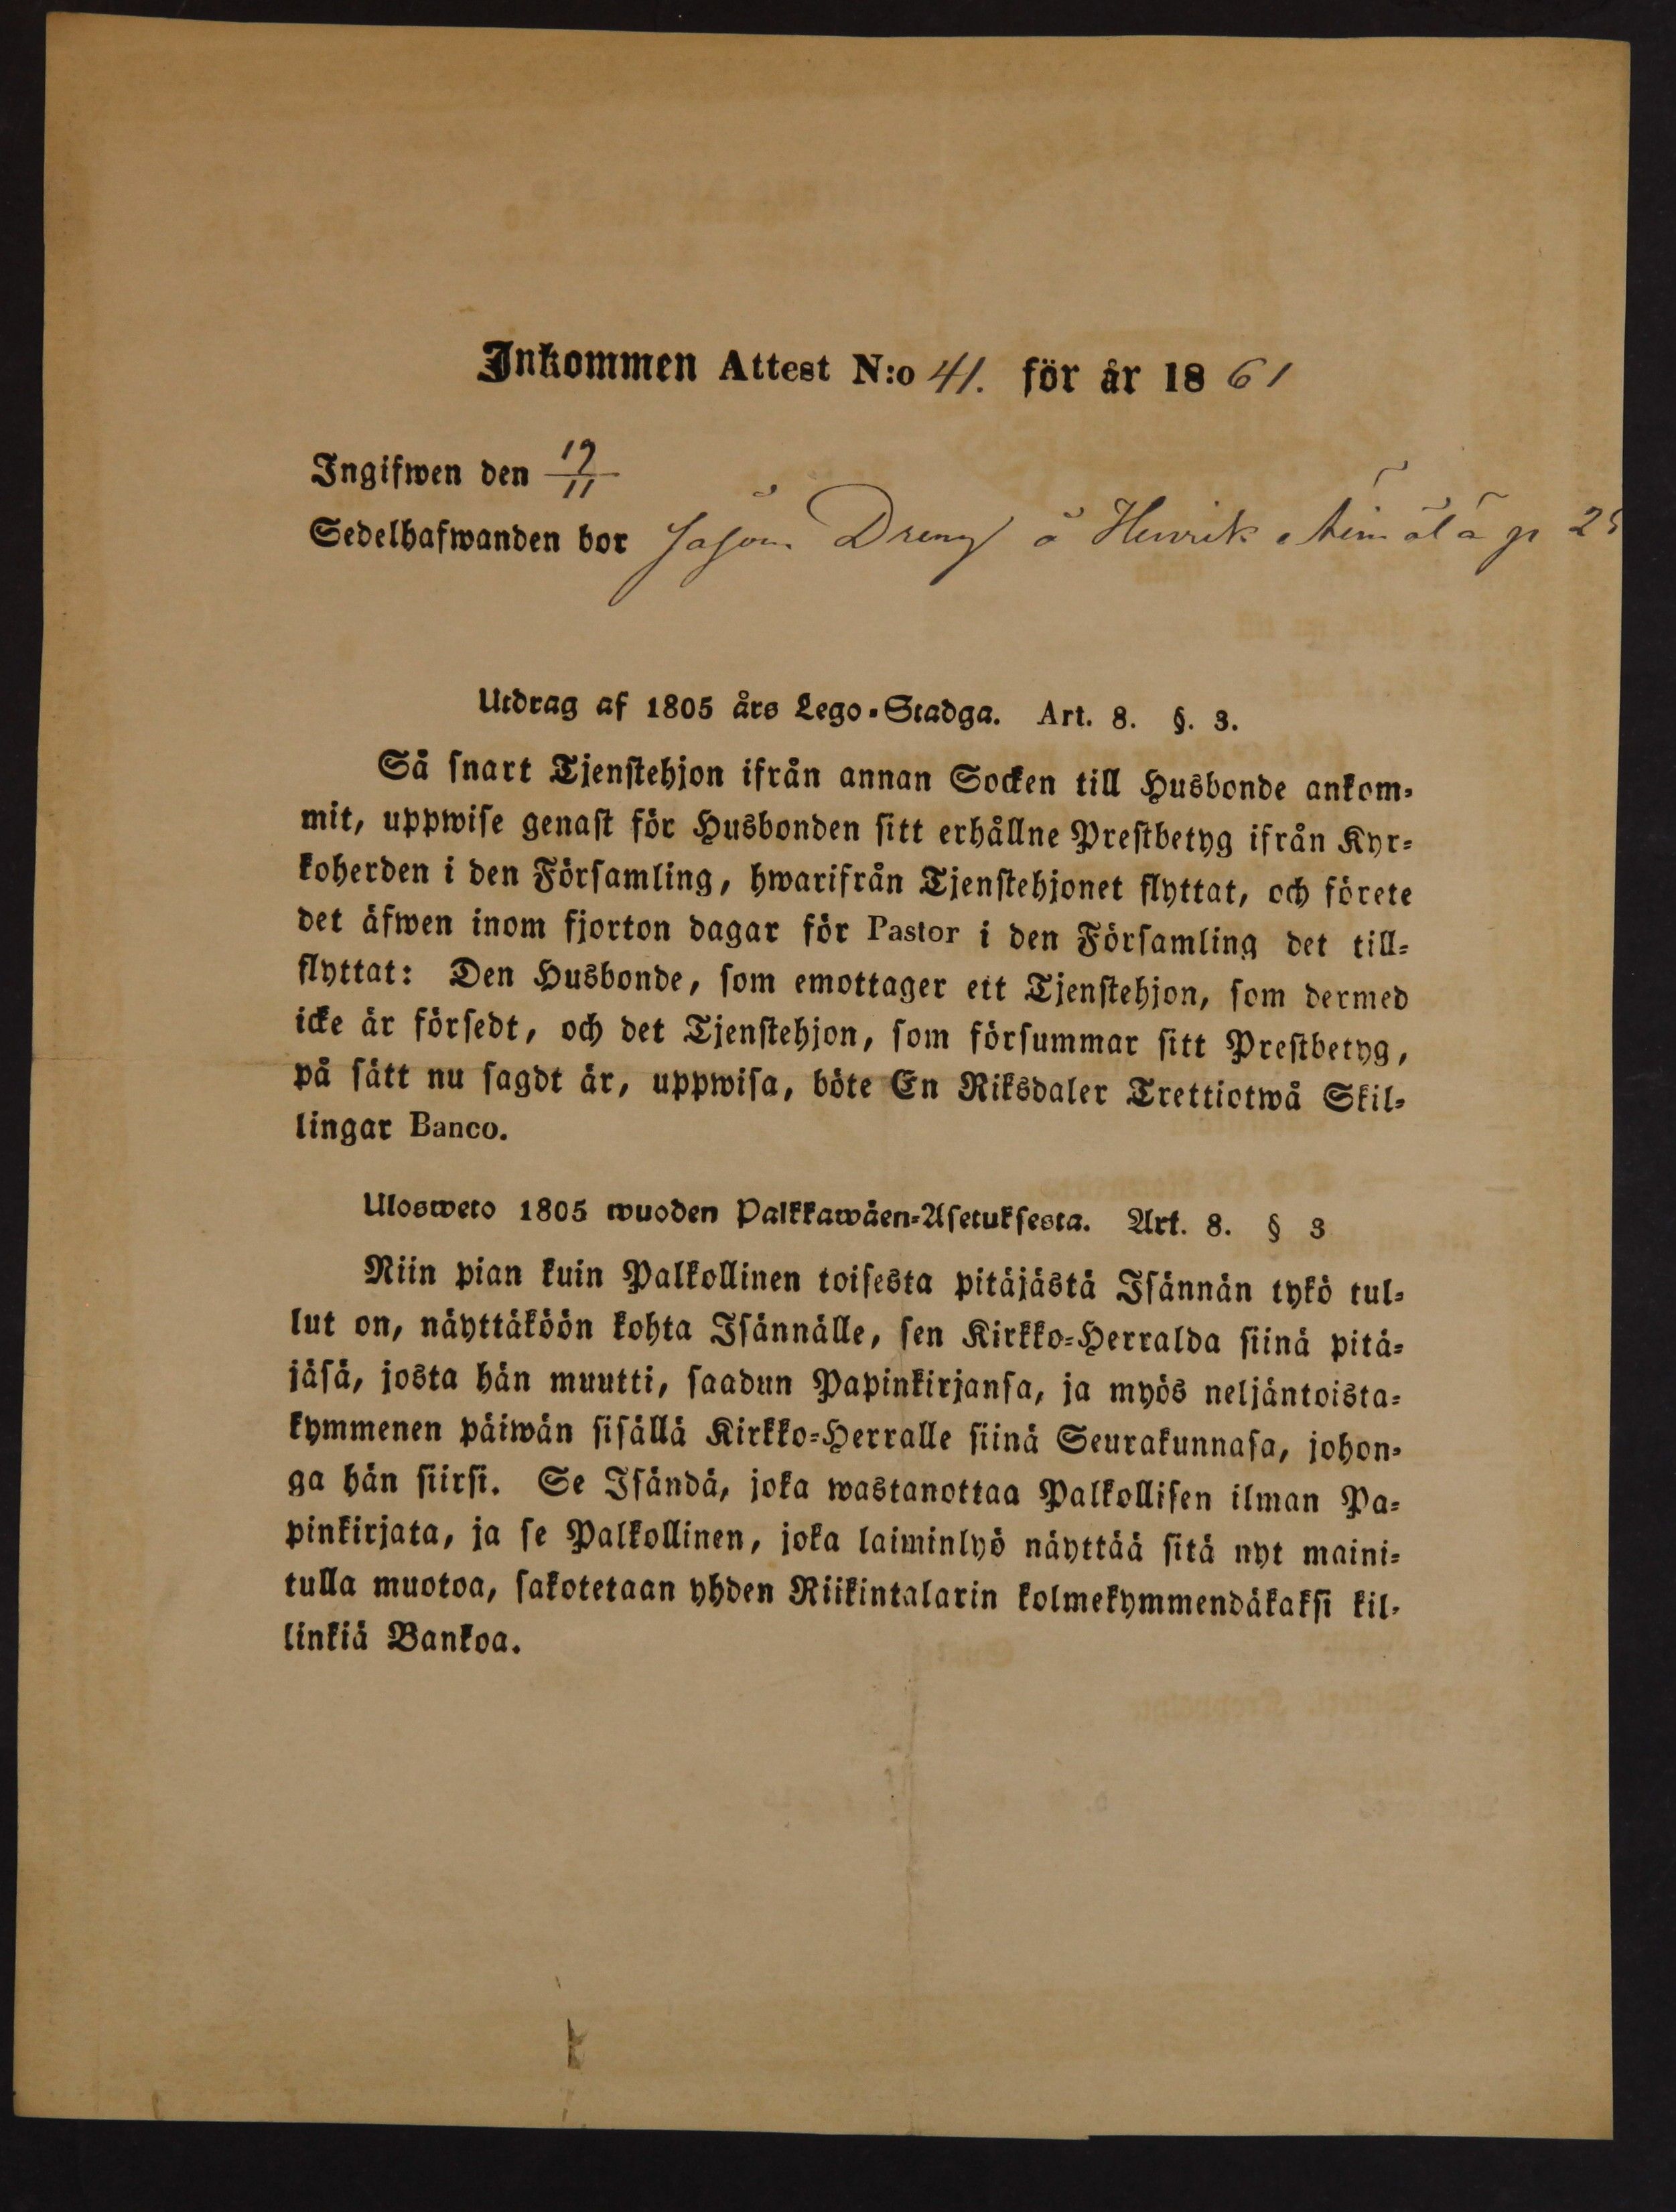 Inkommen Attest N:o 41. för år 1861
Ingifwen den 19/11
Sedelhafwanden bor såsom Dreng å Henrik
Utdrag af 1805 års Lego-Stadga. Art. 8. §. 3.
Så snart Tjenstehjon ifrån annan Socken till Husbonde ankom-
mit, uppwise genast för Husbonden sitt erhållne Prestbetyg ifrån Kyr-
koherden i den Församling, hwarifrån Tjenstehjonet flyttat, och förete
det äfwen inom fjorton dagar för Pastor i den Församling det till-
flyttat: Den Husbonde, som emottager ett Tjenstehjon, som dermed
icke är försedt, och det Tjenstehjon, som försummar sitt Prestbetyg,
på sätt nu sagdt är, uppwisa, böte En Riksdaler Trettiotwå Skil-
lingar Banco.
Ulosweto 1805 wuoden Palkkawäen-Asetuksesta. Art. 8. § 3
Niin pian kuin Palkollinen toisesta pitäjästä Isännän tykö tul-
lut on, näyttäköön kohta Isännälle, sen Kirkko-Herralda siinä pitä-
jäsä, josta hän muutti, saadun Papinkirjansa, ja myös neljäntoista-
kymmenen päiwän sisällä Kirkko-Herralle siinä Seurakunnasa, johon-
ga hän siirsi. Se Isändä, joka wastanottaa Palkollisen ilman Pa-
pinkirjata, ja se Palkollinen, joka laiminlyö näyttää sitä nyt maini-
tulla muotoa, sakotetaan yhden Riikintalarin kolmekymmendäkaksi kil-
linkiä Bankoa.